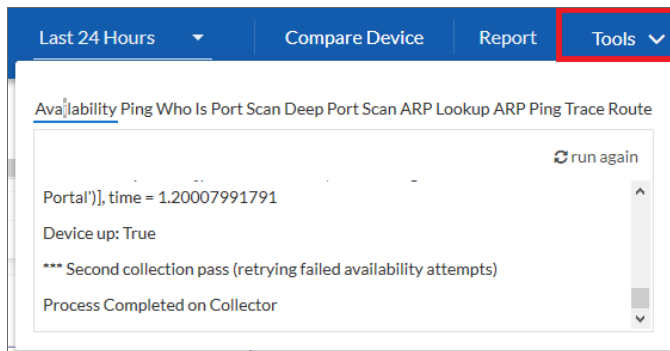 Last 24 Hours Compare Device Report Tools
Availability Ping Who Is Port Scan Deep Port Scan ARP Lookup ARP Ping Trace Route
run again
Portal')], time = 1.20007991791
Device up: True
*** Second collection pass (retrying failed availability attempts)
Process Completed on Collector